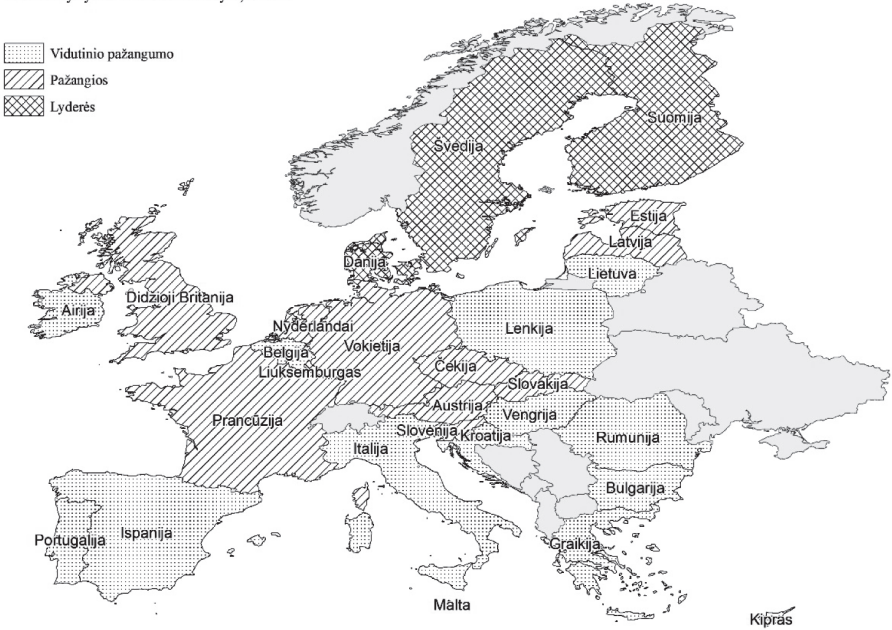 Vidutinio pažangumo
Pažangios
Lyderės
Suomija
Švedija
Estija
Latvija
Danija
Lietuva
Airija
Didžioji Britanija
Nyderlandai
Lenkija
Vokietija
Belgija
Liuksemburgas
Čekija
Slovakija
Austrija
Vengrija
Prancūzija
Slovėnija
Kroatija
Rumunija
Italija
Bulgarija
Ispanija
Portugalija
Graikija
Malta
Kipras